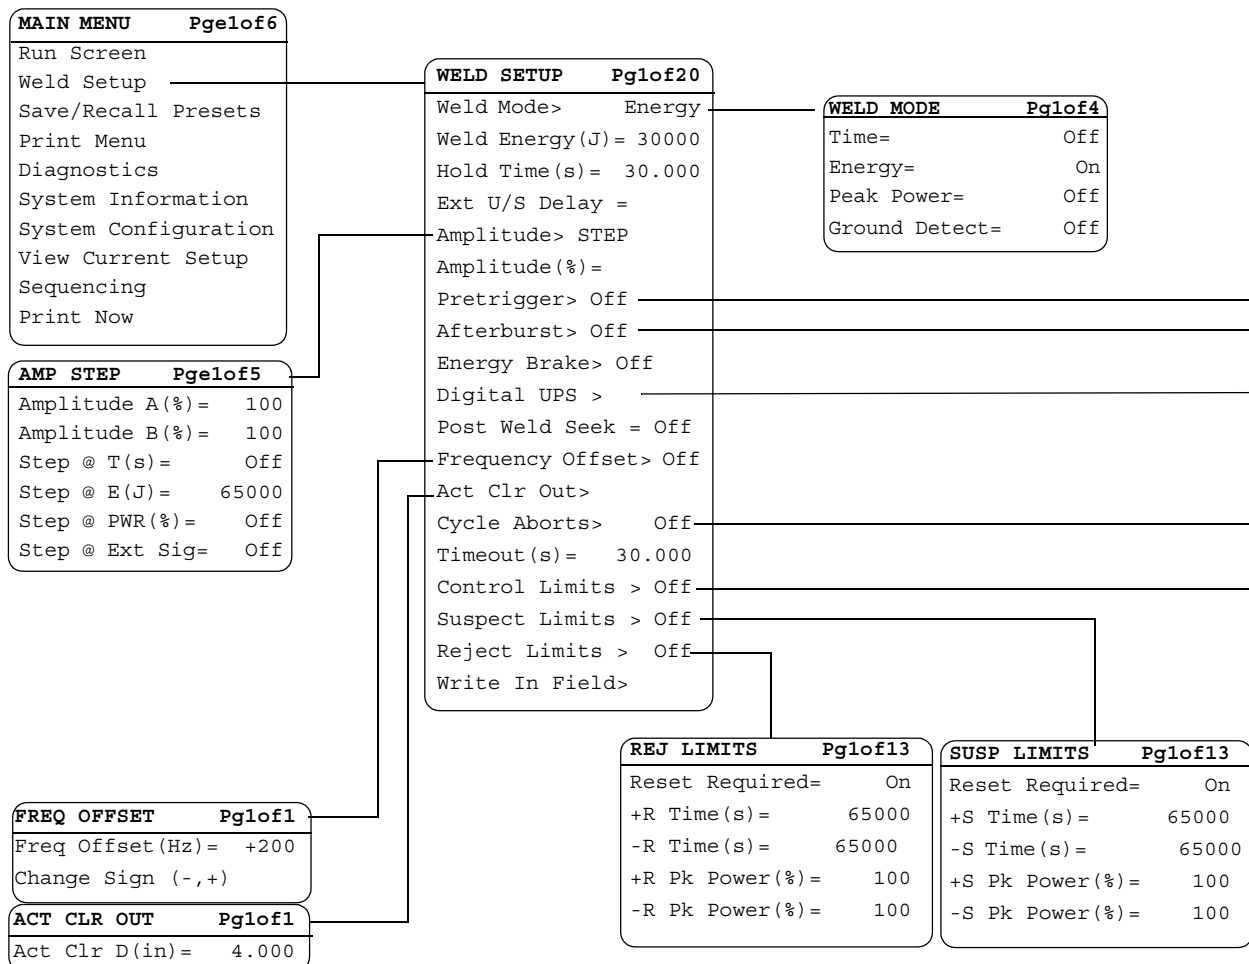 MAIN MENU Pge1of6
Run Screen
Weld Setup
Save/Recall Presets
Print Menu
Diagnostics
System Information
System Configuration
View Current Setup
Sequencing
Print Now
WELD SETUP Pg1of20
Weld Mode> Energy
Weld Energy(J)= 30000
Hold Time(s)= 30.000
Ext U/S Delay =
Amplitude> STEP
Amplitude(%)=
Pretrigger> Off
Afterburst> Off
Energy Brake> Off
Digital UPS >
Post Weld Seek = Off
Frequency Offset> Off
Act Clr Out>
Cycle Aborts> Off
Timeout(s)= 30.000
Control Limits > Off
Suspect Limits > Off
Reject Limits > Off
Write In Field>
WELD MODE Pg1of4
Time= Off
Energy= On
Peak Power= Off
Ground Detect= Off
AMP STEP Pge1of5
Amplitude A(%)= 100
Amplitude B(%)= 100
Step @ T(s)= Off
Step @ E(J)= 65000
Step @ PWR(%)= Off
Step @ Ext Sig= Off
REJ LIMITS Pg1of13
Reset Required= On
+R Time(s)= 65000
-R Time(s)= 65000
+R Pk Power(%)= 100
-R Pk Power(%)= 100
SUSP LIMITS Pg1of13
Reset Required= On
+S Time(s)= 65000
-S Time(s)= 65000
+S Pk Power(%)= 100
-S Pk Power(%)= 100
FREQ OFFSET Pg1of1
Freq Offset(Hz)= +200
Change Sign (-,+)
ACT CLR OUT Pg1of1
Act Clr D(in)= 4.000